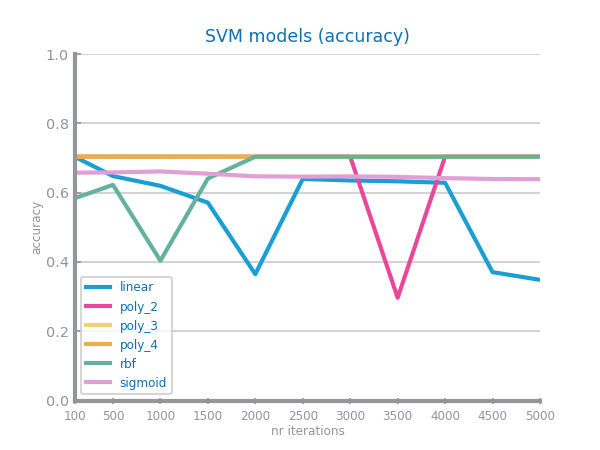 SVM models (accuracy)
1.0
0.8
0.6
0.4
0.2
0.0
accuracy
linear
poly_2
poly_3
poly_4
rbf
sigmoid
100 500 1000 1500 2000 2500 3000 3500 4000 4500 5000
nr iterations